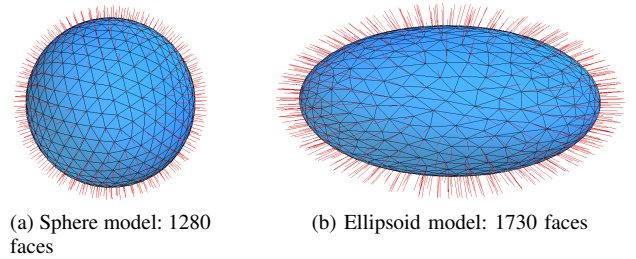 (a) Sphere model: 1280
faces
(b) Ellipsoid model: 1730 faces